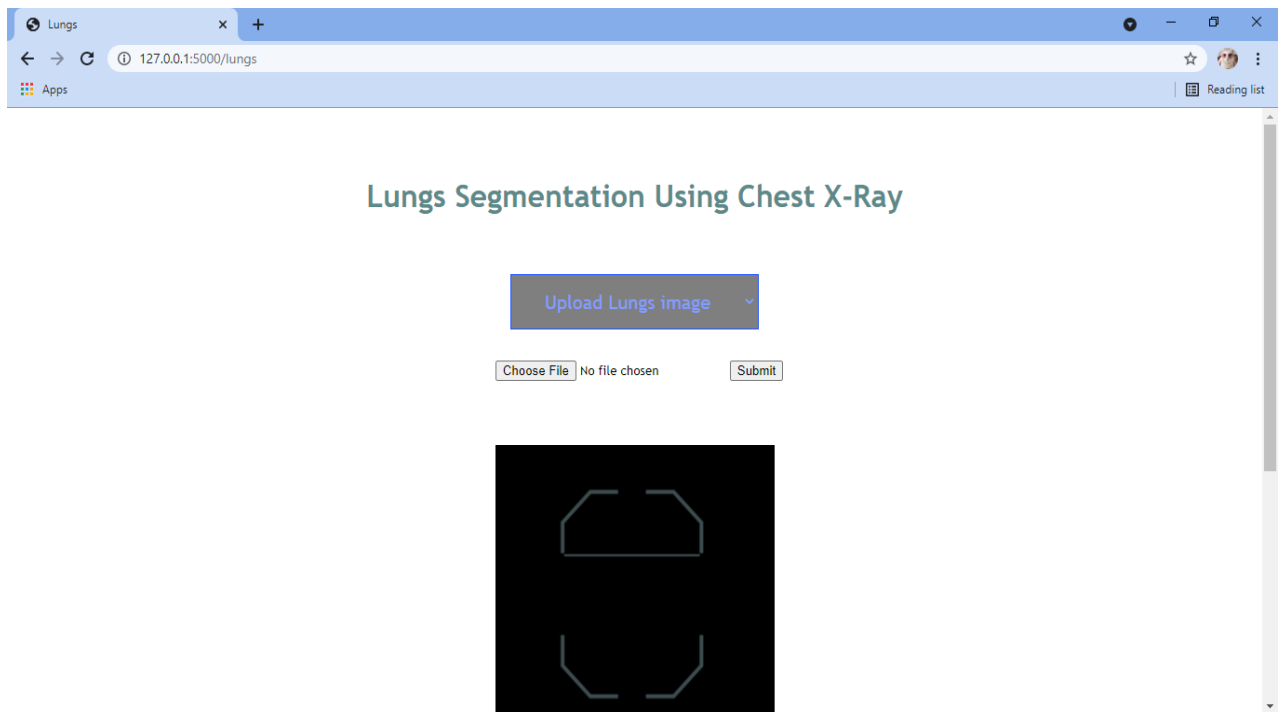 Lungs
127.0.0.1:5000/lungs
Apps Reading list
Lungs Segmentation Using Chest X-Ray
Upload Lungs image
Choose File No file chosen Submit